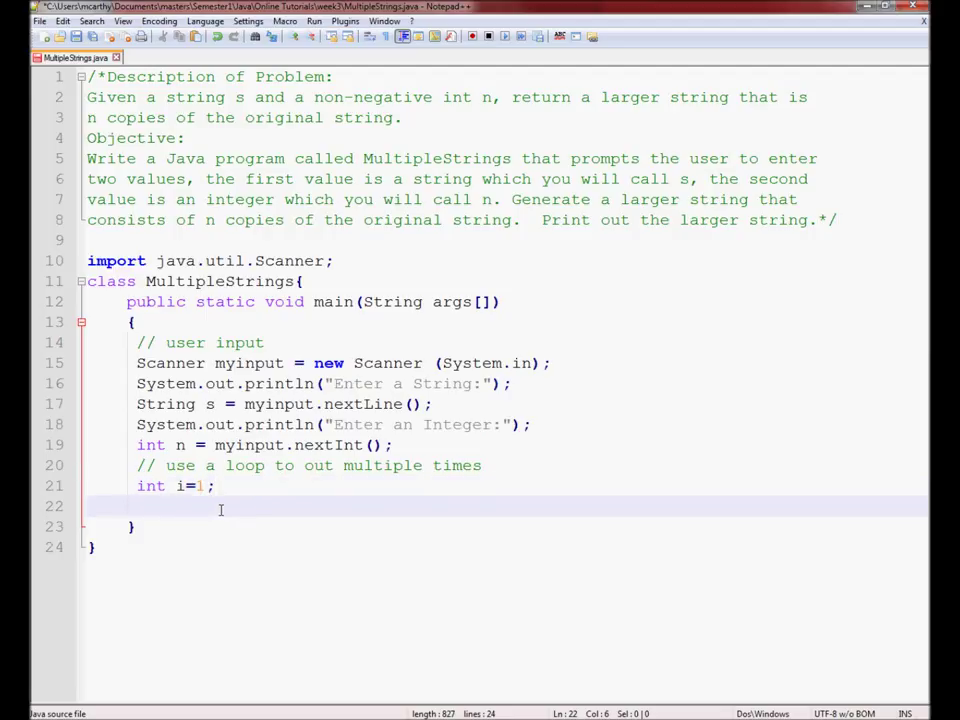 *C:\Users\mcarthy\Documents\masters\Semester1\Java\Online Tutorials\week3\MultipleStrings.java - Notepad++
File Edit Search View Encoding Language Settings Macro Run Plugins Window ? X
MultipleStrings.java
1 /*Description of Problem:
2 Given a string s and a non-negative int n, return a larger string that is
3 n copies of the original string.
4 Objective:
5 Write a Java program called MultipleStrings that prompts the user to enter
6 two values, the first value is a string which you will call s, the second
7 value is an integer which you will call n. Generate a larger string that
8 consists of n copies of the original string.  Print out the larger string.*/
9
10 import java.util.Scanner;
11 class MultipleStrings{
12 public static void main(String args[])
13 {
14 // user input
15 Scanner myinput = new Scanner (System.in);
16 System.out.println("Enter a String:");
17 String s = myinput.nextLine();
18 System.out.println("Enter an Integer:");
19 int n = myinput.nextInt();
20 // use a loop to out multiple times
21 int i=1;
22
23 }
24 }
Java source file length : 827 lines : 24 Ln : 22 Col : 6 Sel : 0 | 0 Dos\Windows UTF-8 w/o BOM INS